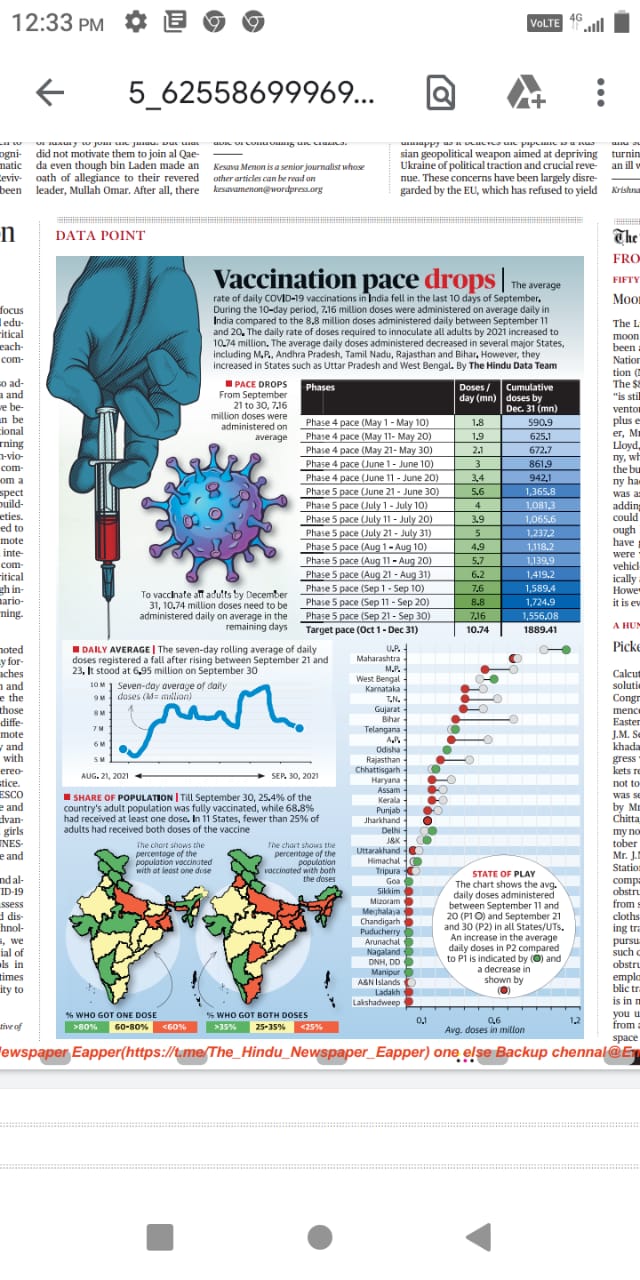 12:33 PM
VoLTE 4G
5_62558699969...
did not motivate them to join al Qae-
da even though bin Laden made an
oath of allegiance to their revered
leader, Mullah Omar. After all, there
Kesava Menon is a senior journalist whose
other articles can be read on
kesavamenon@wordpress.org
sian geopolitical weapon aimed at depriving
Ukraine of political traction and crucial reve-
nue. These concerns have been largely disre-
garded by the EU, which has refused to yield
DATA POINT
Vaccination pace drops | The average
rate of daily COVID-19 vaccinations in India fell in the last 10 days of September.
During the 10-day period, 7.16 million doses were administered on average daily in
India compared to the 8.8 million doses administered daily between September 11
and 20. The daily rate of doses required to innoculate all adults by 2021 increased to
10.74 million. The average daily doses administered decreased in several major States,
including M.P., Andhra Pradesh, Tamil Nadu, Rajasthan and Bihar. However, they
increased in States such as Uttar Pradesh and West Bengal. By The Hindu Data Team
PACE DROPS
From September
21 to 30, 7.16
million doses were
administered on
average
To vaccinate all adults by December
31, 10.74 million doses need to be
administered daily on average in the
remaining days
Phases Doses / day (mn) Cumulative doses by Dec. 31 (mn)
Phase 4 pace (May 1 - May 10) 1.8 590.9
Phase 4 pace (May 11- May 20) 1.9 625.1
Phase 4 pace (May 21- May 30) 2.1 672.7
Phase 4 pace (June 1 - June 10) 3 861.9
Phase 4 pace (June 11 - June 20) 3.4 942.1
Phase 5 pace (June 21 - June 30) 5.6 1,365.8
Phase 5 pace (July 1 - July 10) 4 1,081.3
Phase 5 pace (July 11 - July 20) 3.9 1,065.6
Phase 5 pace (July 21 - July 31) 5 1,237.2
Phase 5 pace (Aug 1 - Aug 10) 4.9 1,118.2
Phase 5 pace (Aug 11 - Aug 20) 5.7 1,139.9
Phase 5 pace (Aug 21 - Aug 31) 6.2 1,419.2
Phase 5 pace (Sep 1 - Sep 10) 7.6 1,589.4
Phase 5 pace (Sep 11 - Sep 20) 8.8 1,724.9
Phase 5 pace (Sep 21 - Sep 30) 7.16 1,556.08
Target pace (Oct 1 - Dec 31) 10.74 1889.41
DAILY AVERAGE | The seven-day rolling average of daily
doses registered a fall after rising between September 21 and
23. It stood at 6.95 million on September 30
Seven-day average of daily
doses (M= million)
10 M
9 M
8 M
7 M
6 M
5 M
AUG. 21, 2021
SEP. 30, 2021
SHARE OF POPULATION | Till September 30, 25.4% of the
country's adult population was fully vaccinated, while 68.8%
had received at least one dose. In 11 States, fewer than 25% of
adults had received both doses of the vaccine
The chart shows the
percentage of the
population vaccinated
with at least one dose
The chart shows the
percentage of the
population
vaccinated with both
the doses
% WHO GOT ONE DOSE
>80% 60-80% <60%
% WHO GOT BOTH DOSES
>35% 25-35% <25%
U.P.
Maharashtra
M.P.
West Bengal
Karnataka
T.N.
Gujarat
Bihar
Telangana
A.P.
Odisha
Rajasthan
Chhattisgarh
Haryana
Assam
Kerala
Punjab
Jharkhand
Delhi
J&K
Uttarakhand
Himachal
Tripura
Goa
Sikkim
Mizoram
Meghalaya
Chandigarh
Puducherry
Arunachal
Nagaland
DNH, DD
Manipur
A&N Islands
Ladakh
Lakshadweep
0.1 0.6 1.2
Avg. doses in millon
STATE OF PLAY
The chart shows the avg.
daily doses administered
between September 11 and
20 (P1 ) and September 21
and 30 (P2) in all States/UTs.
An increase in the average
daily doses in P2 compared
to P1 is indicated by ( ) and
a decrease in
shown by
( )
ewspaper Eapper(https://t.me/The_Hindu_Newspaper_Eapper) one else Backup chennal@En